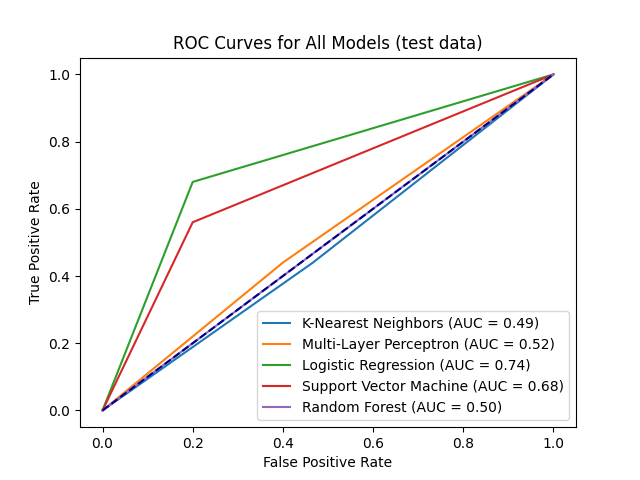 ROC Curves for All Models (test data)
True Positive Rate
1.0
0.8
0.6
0.4
0.2
0.0
K-Nearest Neighbors (AUC = 0.49)
Multi-Layer Perceptron (AUC = 0.52)
Logistic Regression (AUC = 0.74)
Support Vector Machine (AUC = 0.68)
Random Forest (AUC = 0.50)
0.0 0.2 0.4 0.6 0.8 1.0
False Positive Rate